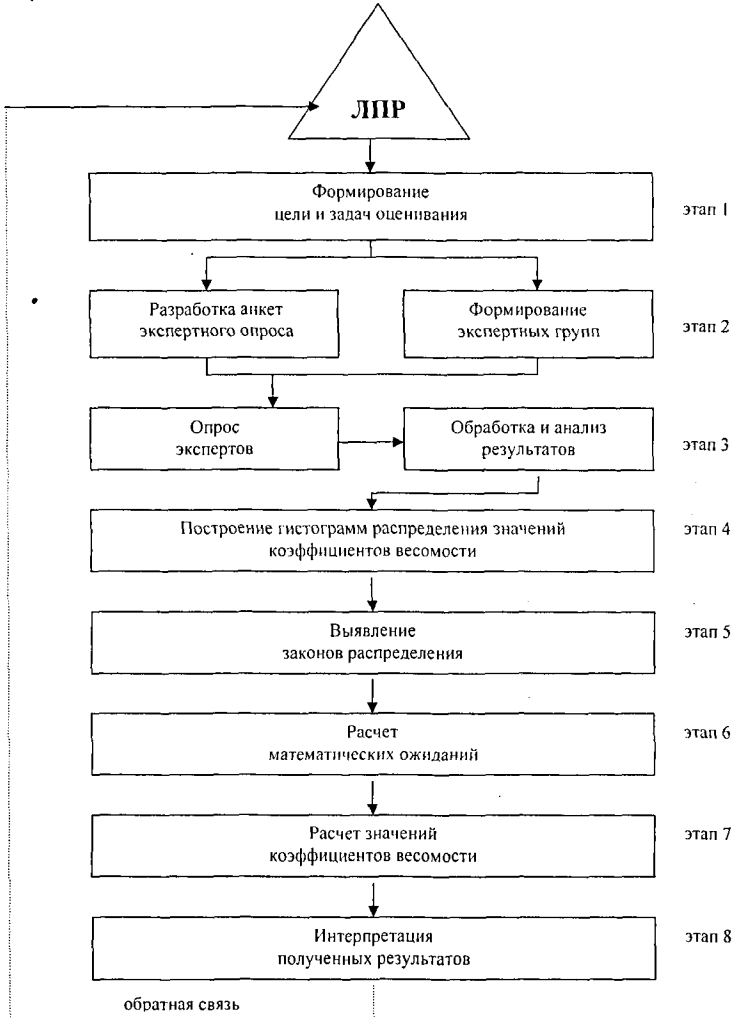 ЛПР
Формирование
цели и задач оценивания
этап 1
Разработка анкет
экспертного опроса
Формирование
экспертных групп
этап 2
Опрос
экспертов
Обработка и анализ
результатов
этап 3
Построение гистограмм распределения значений
коэффициентов весомости
этап 4
Выявление
законов распределения
этап 5
Расчет
математических ожиданий
этап 6
Расчет значений
коэффициентов весомости
этап 7
Интерпретация
полученных результатов
этап 8
обратная связь